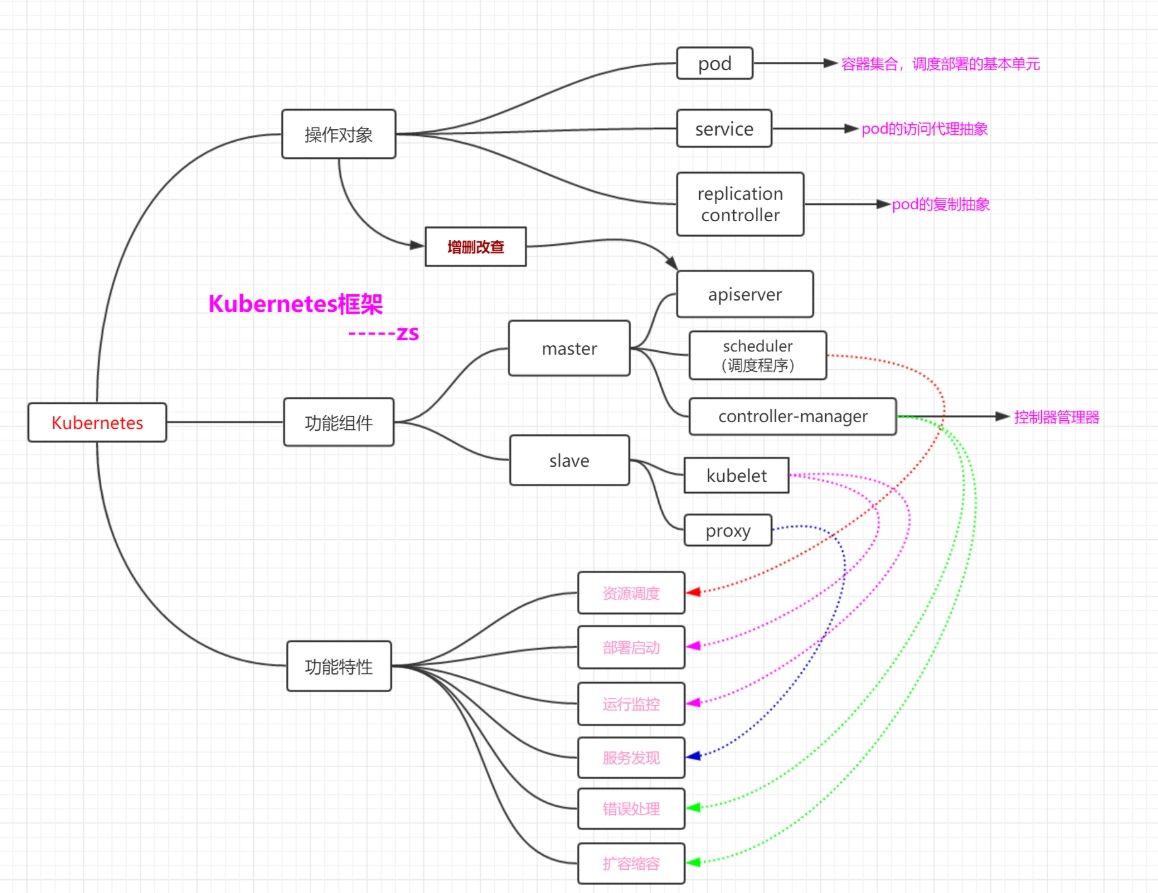 pod
容器集合，调度部署的基本单元
操作对象
service
pod的访问代理抽象
replication
controller
pod的复制抽象
增删改查
Kubernetes框架
-----zs
apiserver
master
scheduler
（调度程序）
Kubernetes
功能组件
controller-manager
控制器管理器
slave
kubelet
proxy
资源调度
部署启动
功能特性
运行监控
服务发现
错误处理
扩容缩容